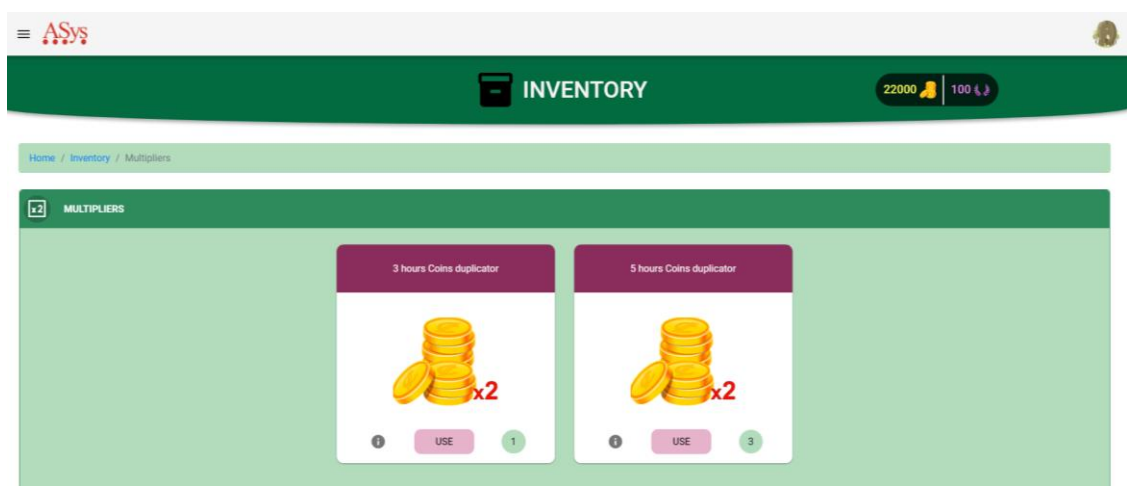 ASys
INVENTORY
22000 100
Home / Inventory / Multipliers
x2 MULTIPLIERS
3 hours Coins duplicator
5 hours Coins duplicator
x2
x2
USE 1
USE 3